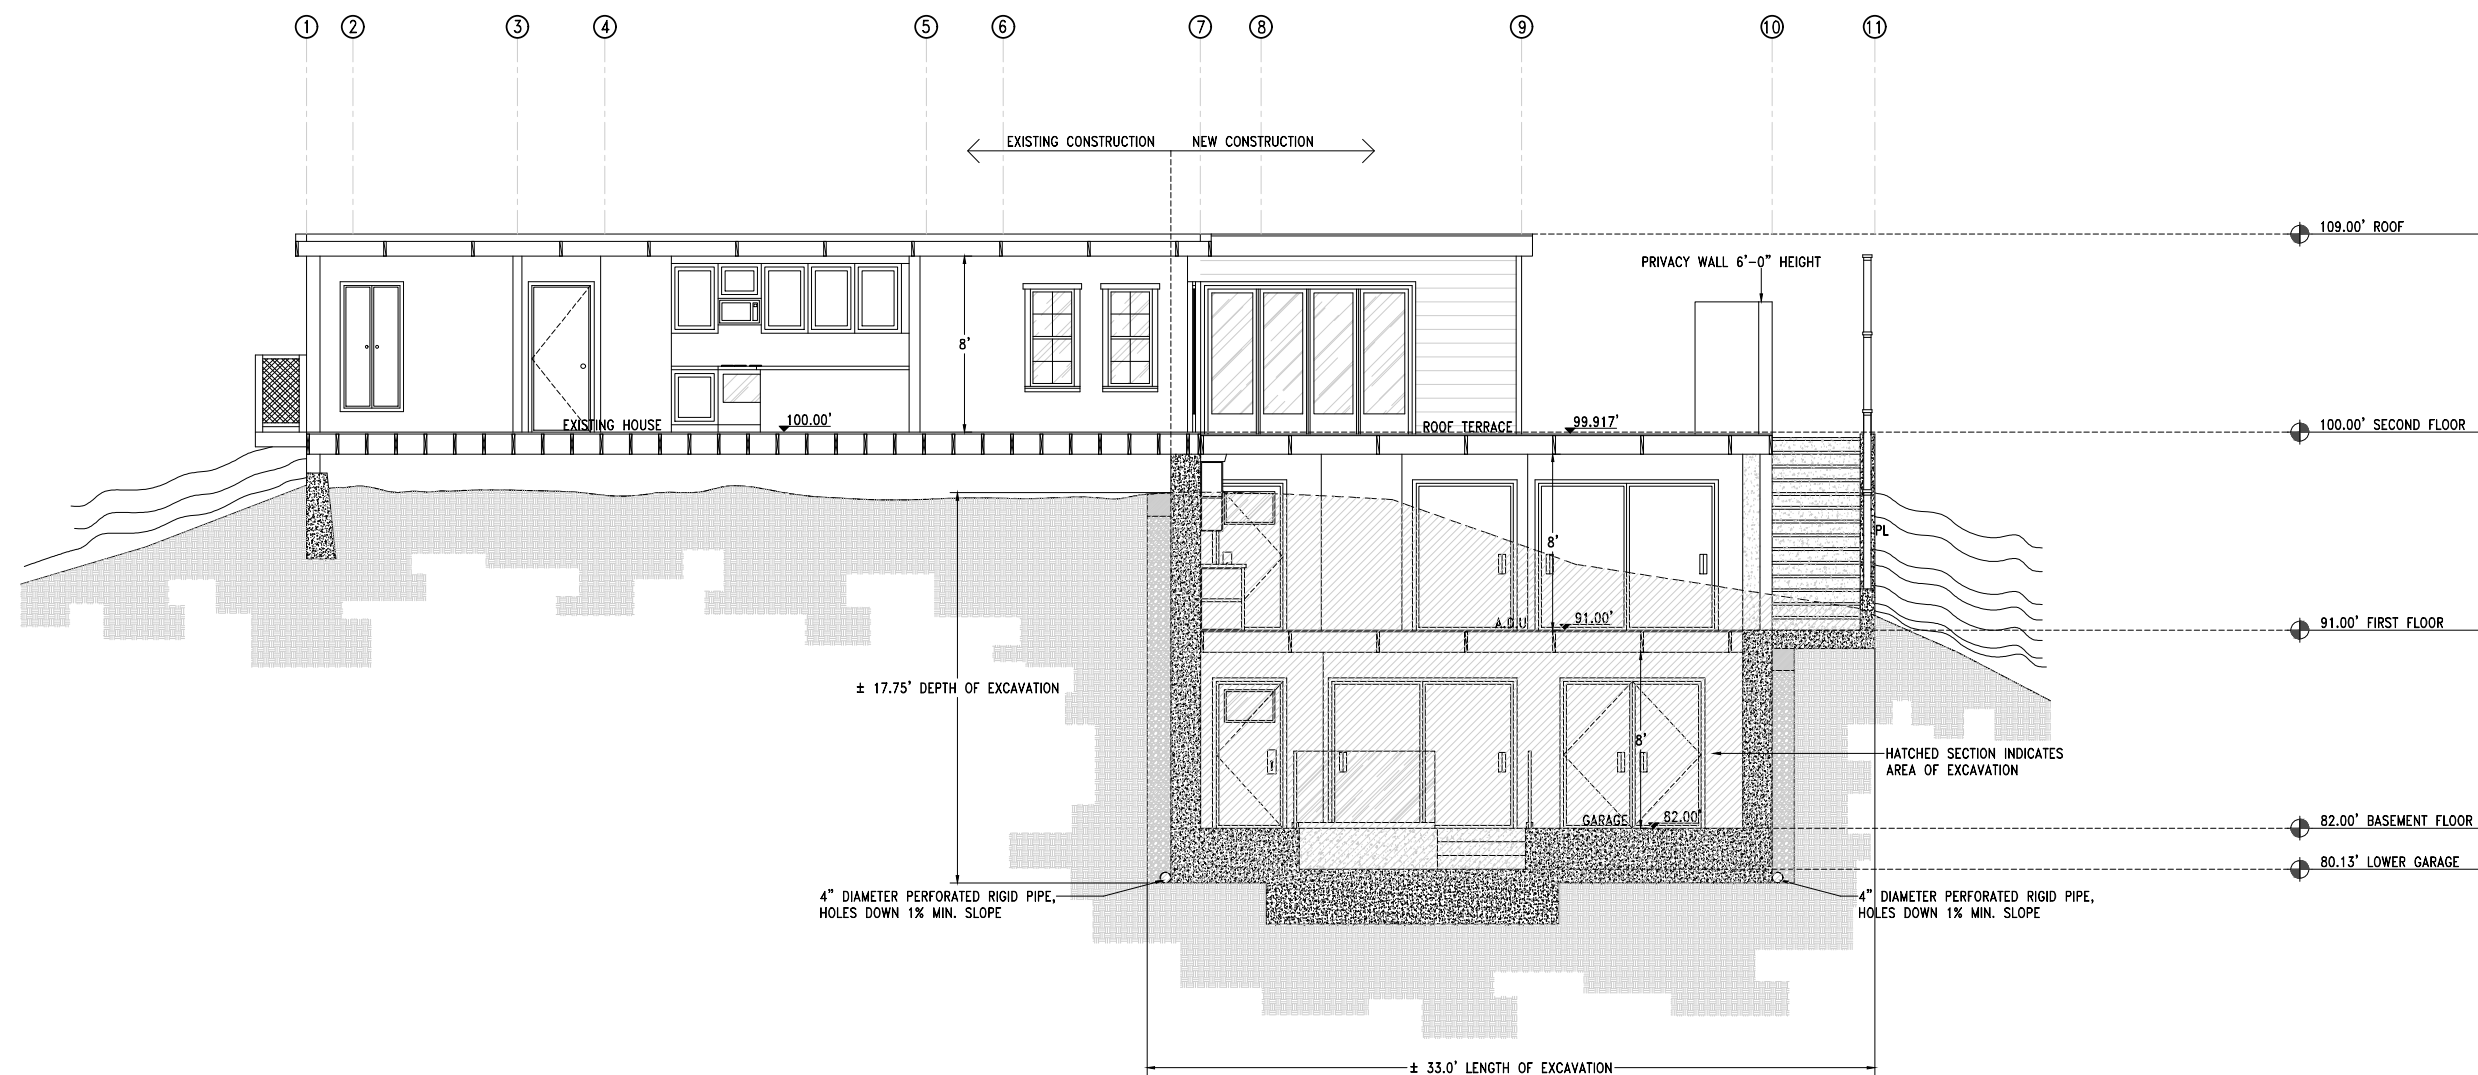 1 2 3 4 5 6 7 8 9 10 11
EXISTING CONSTRUCTION NEW CONSTRUCTION
109.00' ROOF
PRIVACY WALL 6'-0" HEIGHT
8'
EXISTING HOUSE
100.00'
ROOF TERRACE
99.917'
100.00' SECOND FLOOR
PL
8'
A.D.U
91.00'
91.00' FIRST FLOOR
± 17.75' DEPTH OF EXCAVATION
8'
HATCHED SECTION INDICATES
AREA OF EXCAVATION
GARAGE
82.00'
82.00' BASEMENT FLOOR
80.13' LOWER GARAGE
4" DIAMETER PERFORATED RIGID PIPE,
HOLES DOWN 1% MIN. SLOPE
4" DIAMETER PERFORATED RIGID PIPE,
HOLES DOWN 1% MIN. SLOPE
± 33.0' LENGTH OF EXCAVATION